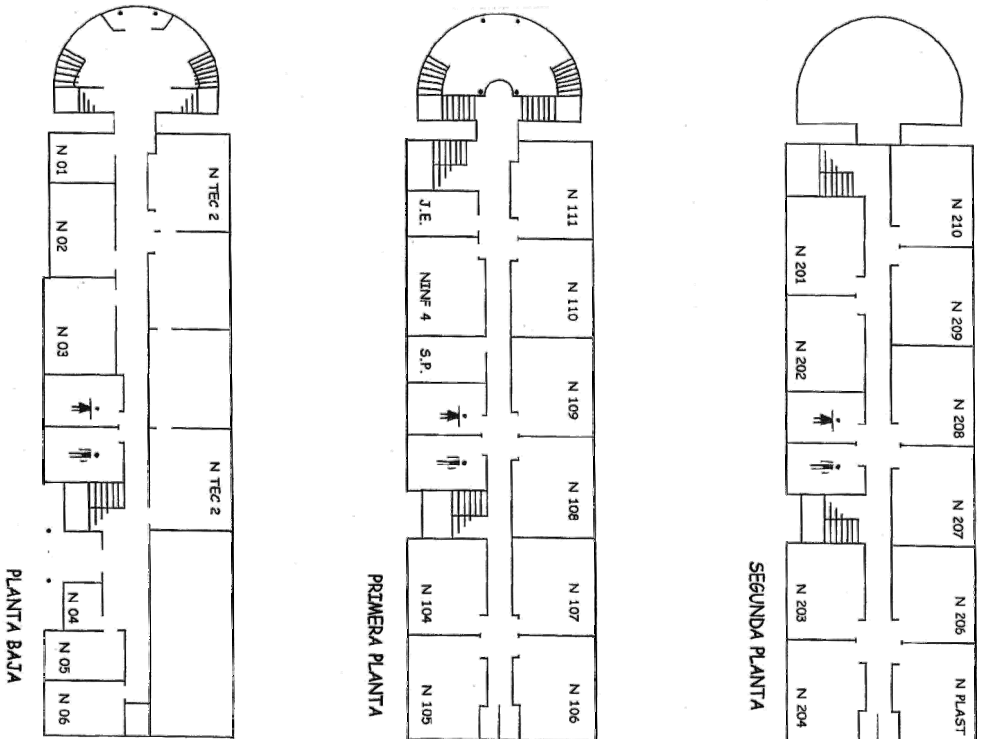 N 01
N 02
N 03
N 04
N 05
N 06
N TEC 2
N TEC 2
PLANTA BAJA
J.E.
NINF 4
S.P.
N 104
N 105
N 111
N 110
N 109
N 108
N 107
N 106
PRIMERA PLANTA
N 201
N 202
N 203
N 204
N 210
N 209
N 208
N 207
N 206
N PLAST
SEGUNDA PLANTA